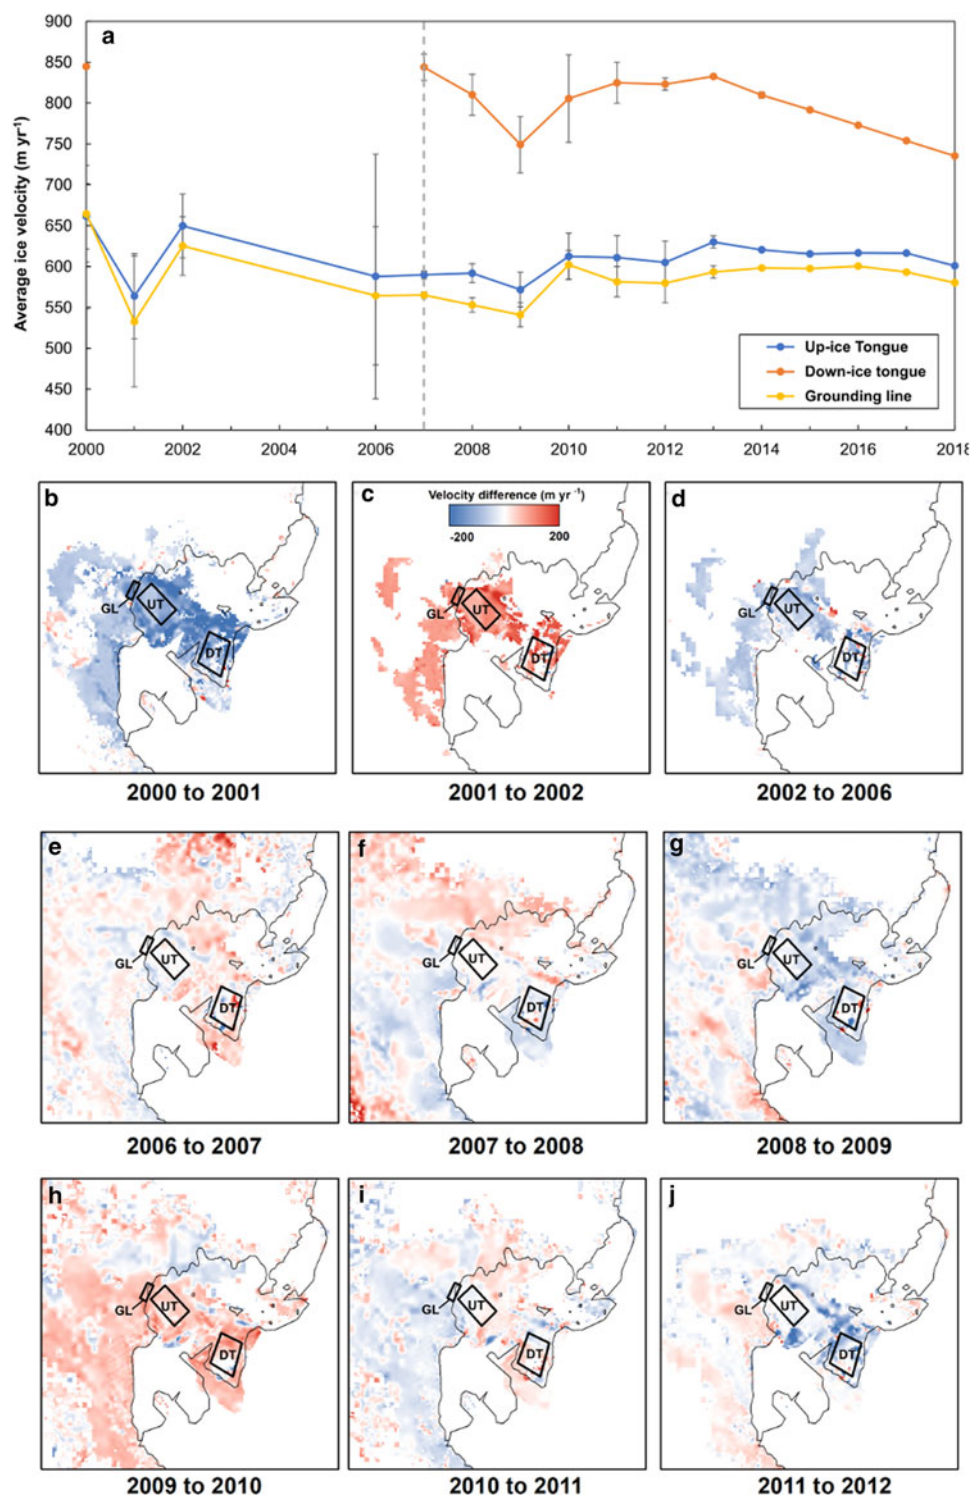 a
900
850
800
750
700
650
600
550
500
450
400
Average ice velocity (m yr⁻¹)
2000 2002 2004 2006 2008 2010 2012 2014 2016 2018
Up-ice Tongue
Down-ice tongue
Grounding line
b
GL UT
DT
2000 to 2001
c
Velocity difference (m yr ⁻¹)
-200 200
GL UT
DT
2001 to 2002
d
GL UT
DT
2002 to 2006
e
GL UT
DT
2006 to 2007
f
GL UT
DT
2007 to 2008
g
GL UT
DT
2008 to 2009
h
GL UT
DT
2009 to 2010
i
GL UT
DT
2010 to 2011
j
GL UT
DT
2011 to 2012